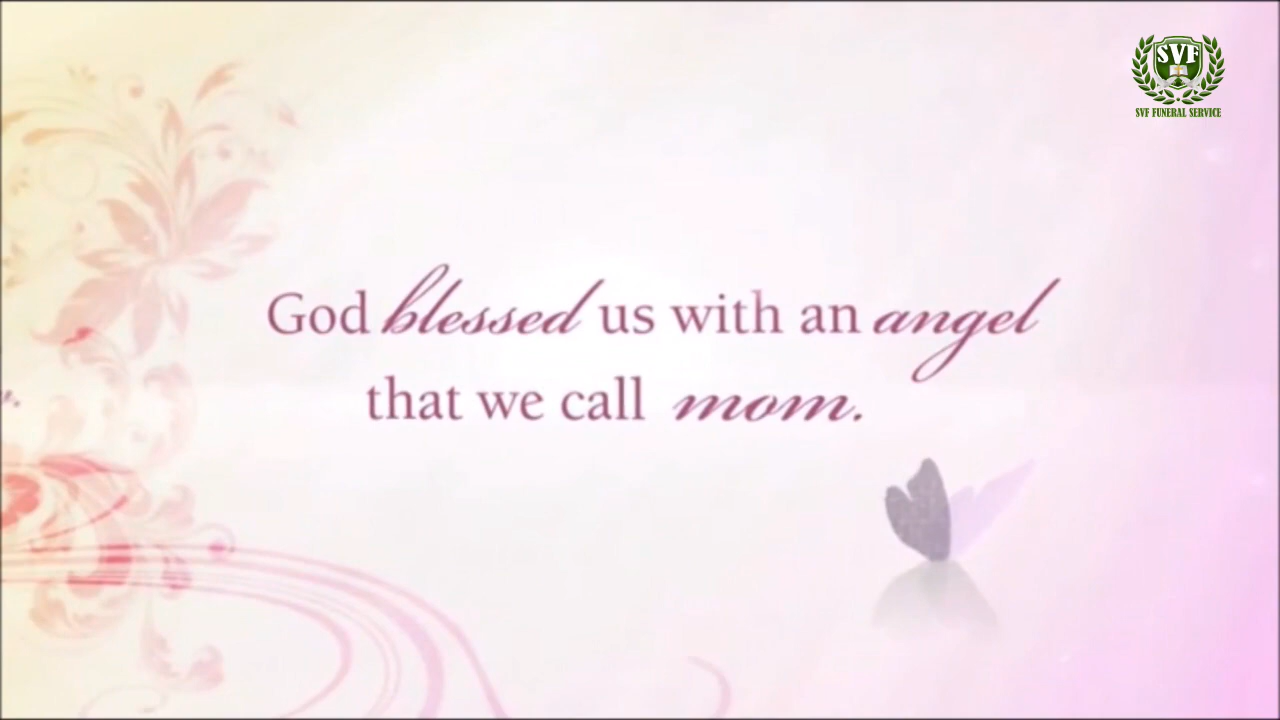 SVF
SVF FUNERAL SERVICE
God blessed us with an angel
that we call mom.